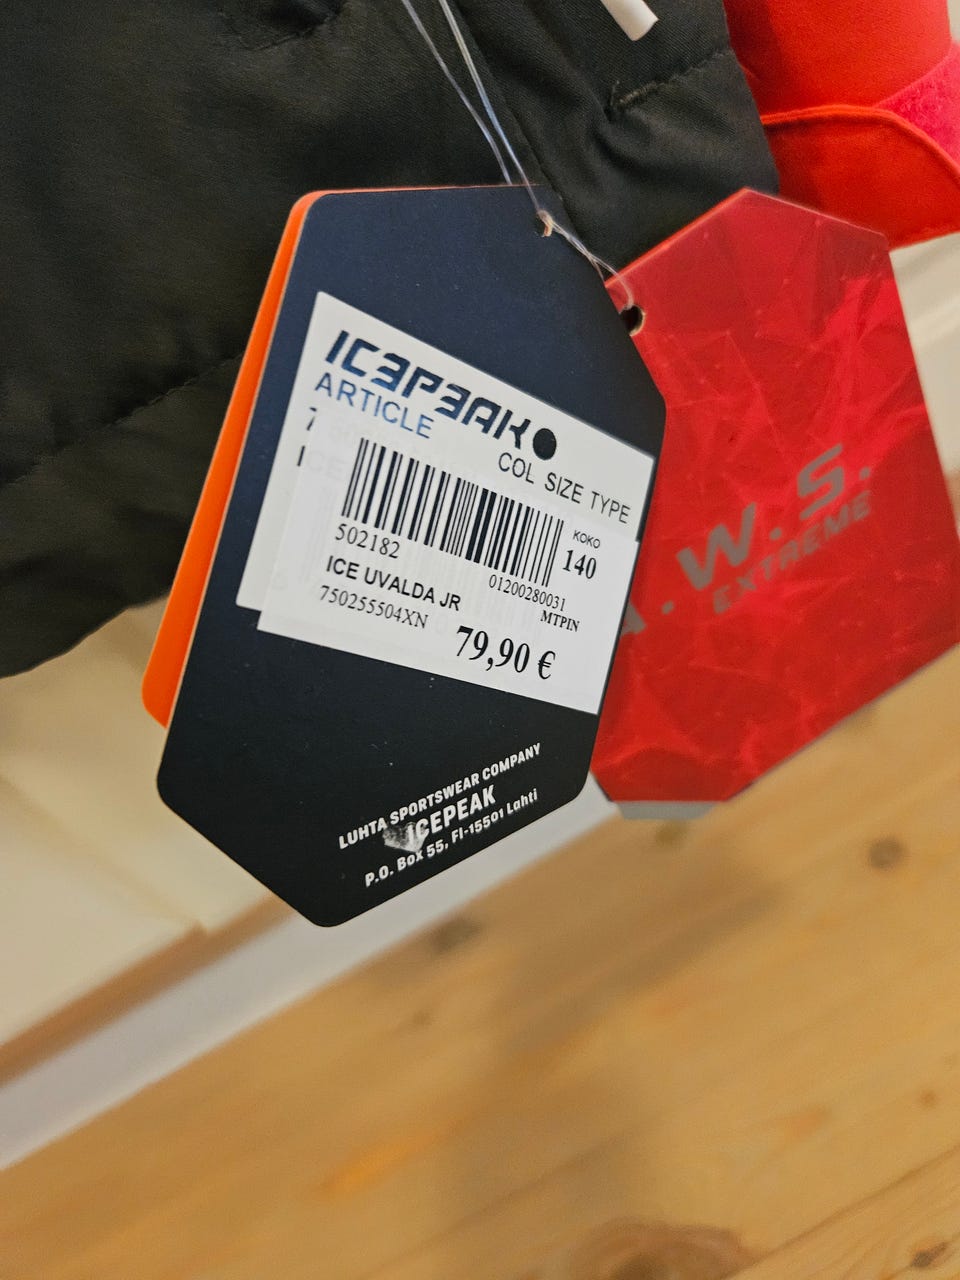 ICEPEAK
ARTICLE
COL SIZE TYPE
KOKO
140
502182
01200280031
ICE UVALDA JR
MTPIN
750255504XN
79,90 €
LUHTA SPORTSWEAR COMPANY
ICEPEAK
P.O. Box 55, FI-15501 Lahti
A.W.S.
EXTREME